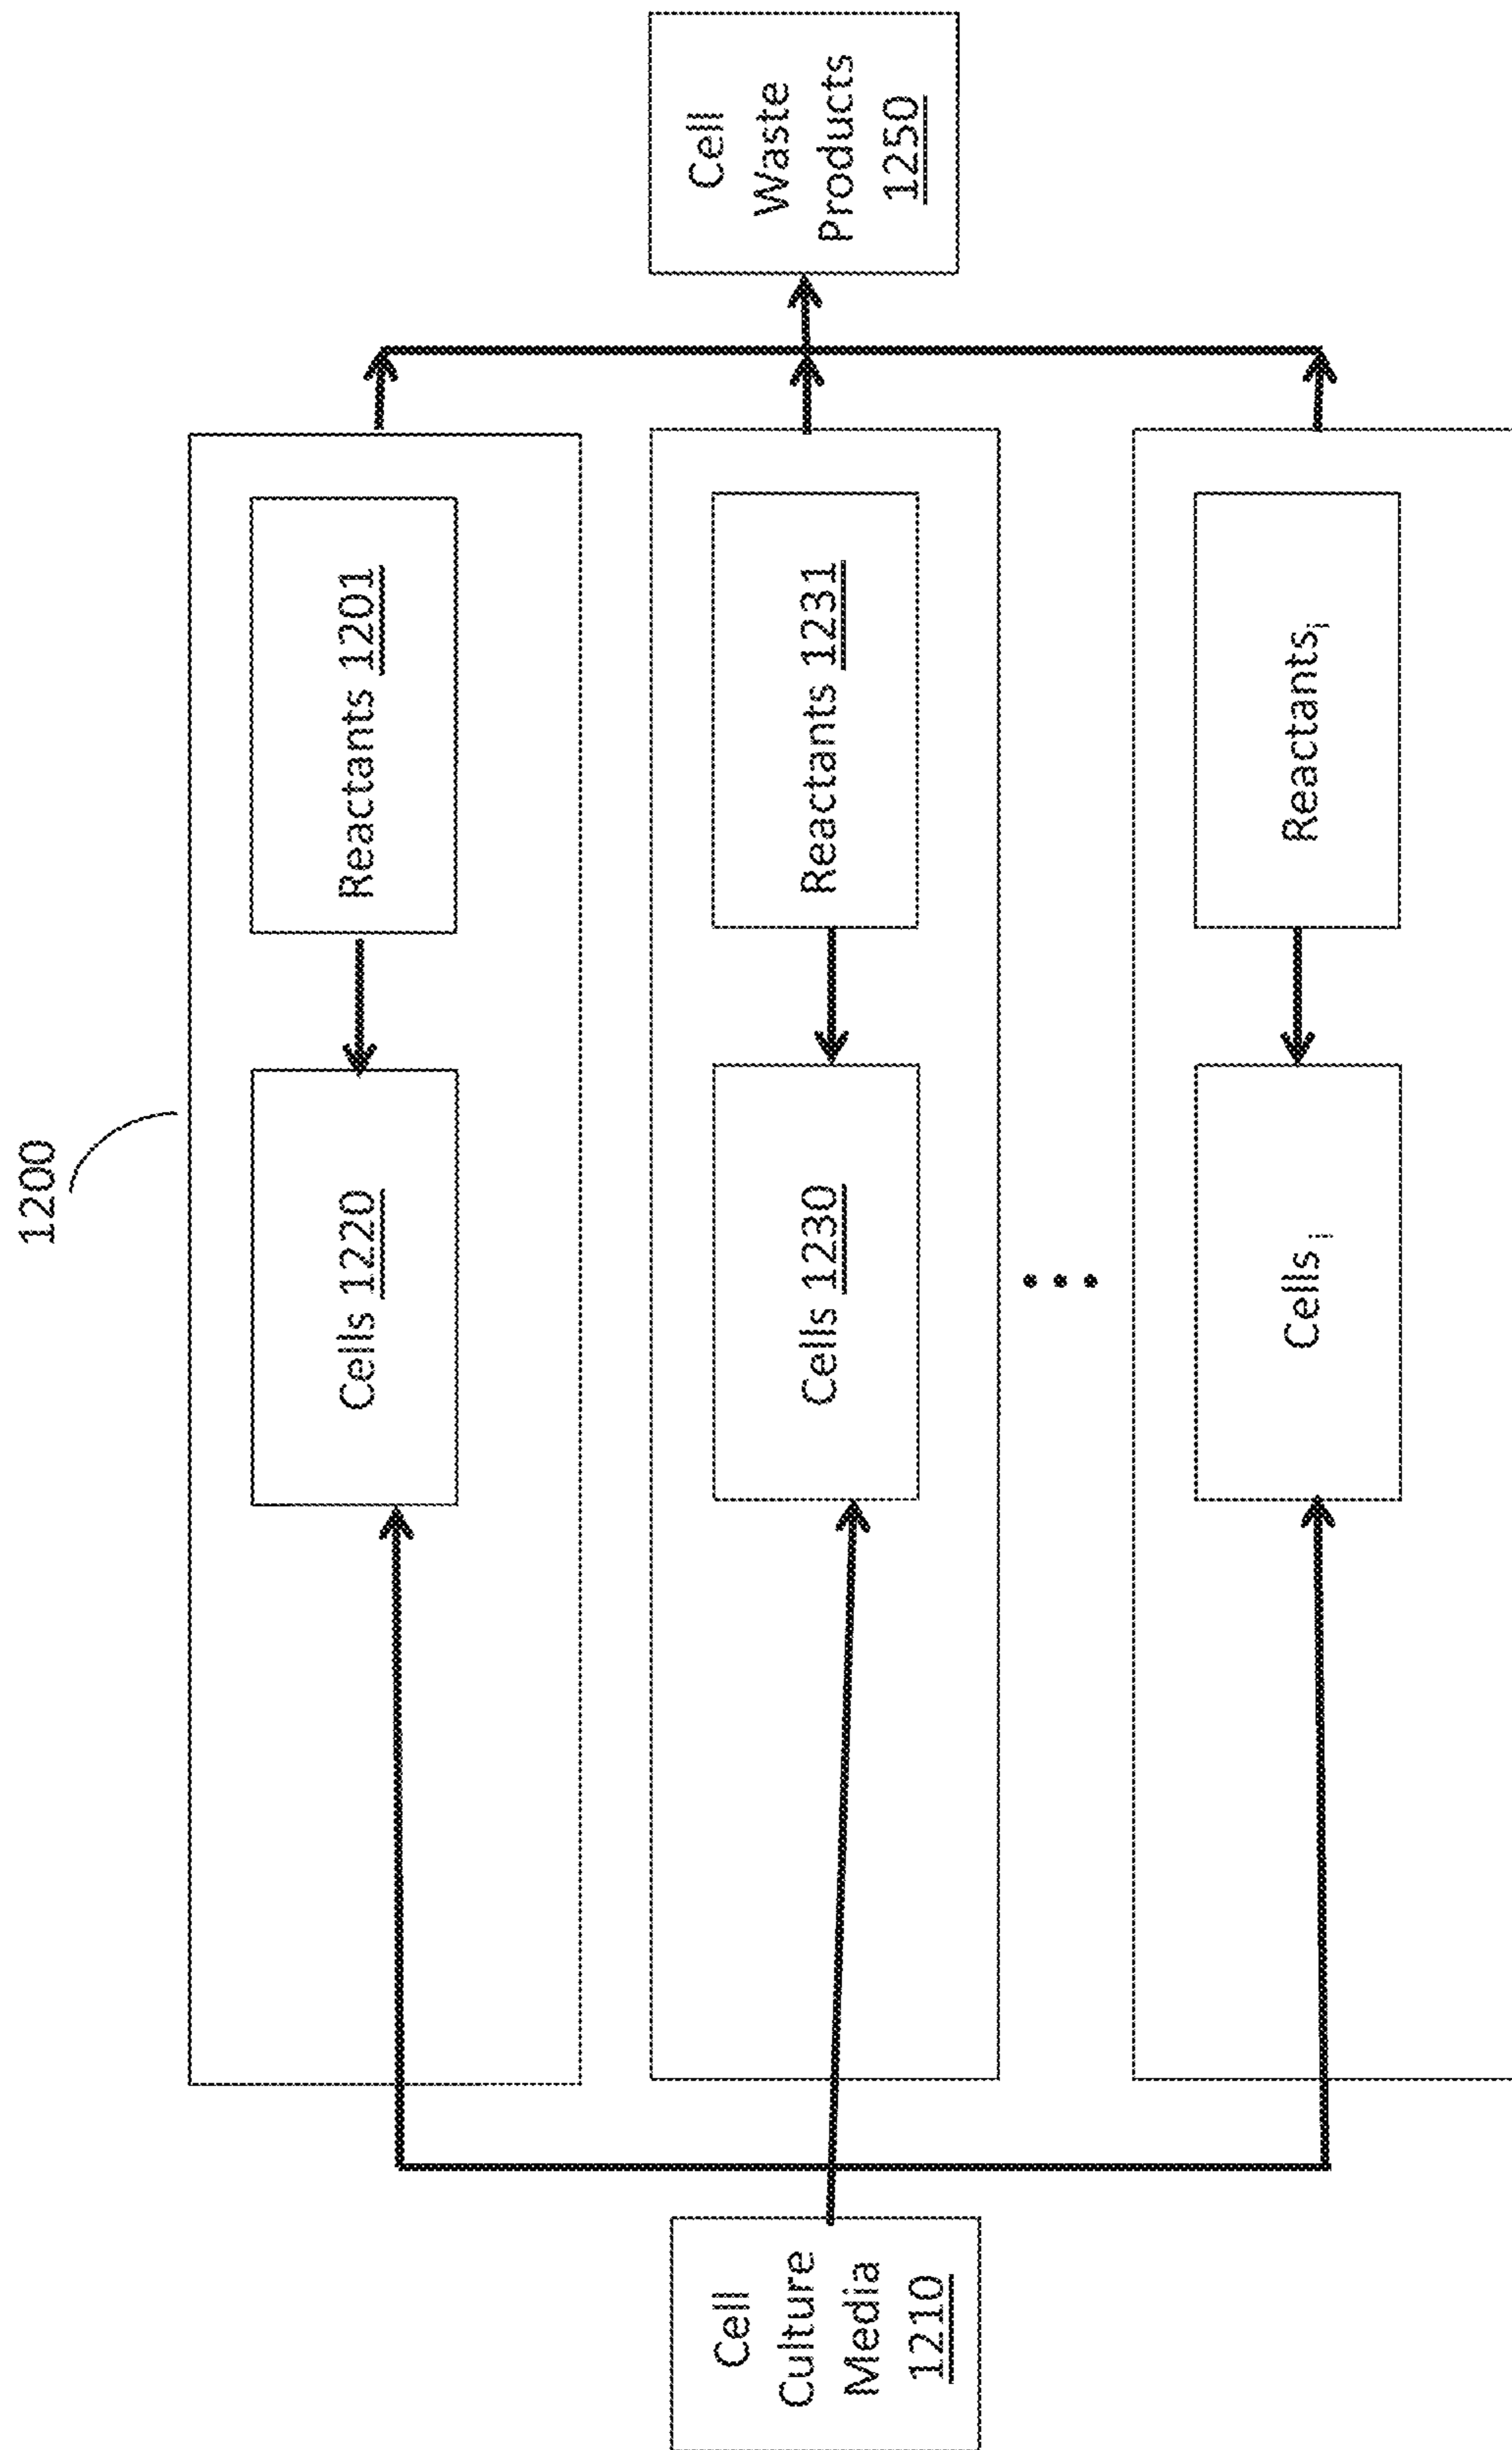 1200
Cell
Culture
Media
1210
Cells 1220
Reactants 1201
Cells 1230
Reactants 1231
Cells i
Reactants i
Cell
Waste
Products
1250